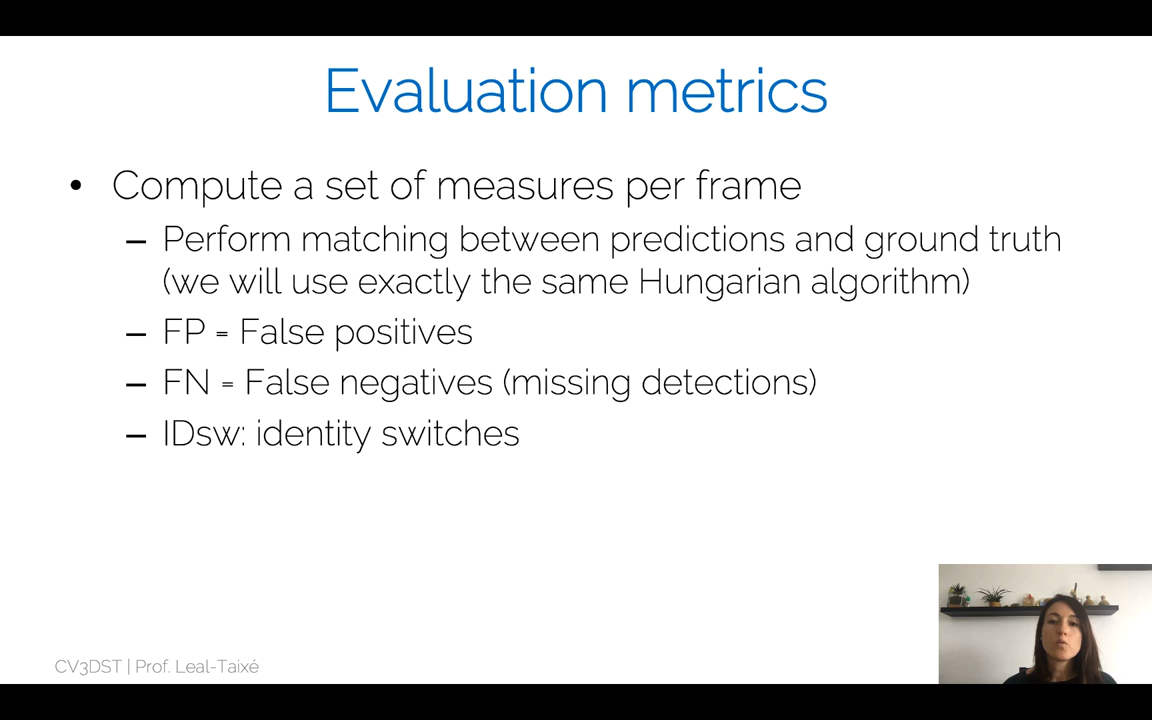 Evaluation metrics
• Compute a set of measures per frame
– Perform matching between predictions and ground truth
(we will use exactly the same Hungarian algorithm)
– FP = False positives
– FN = False negatives (missing detections)
– IDsw: identity switches
CV3DST | Prof. Leal-Taixé